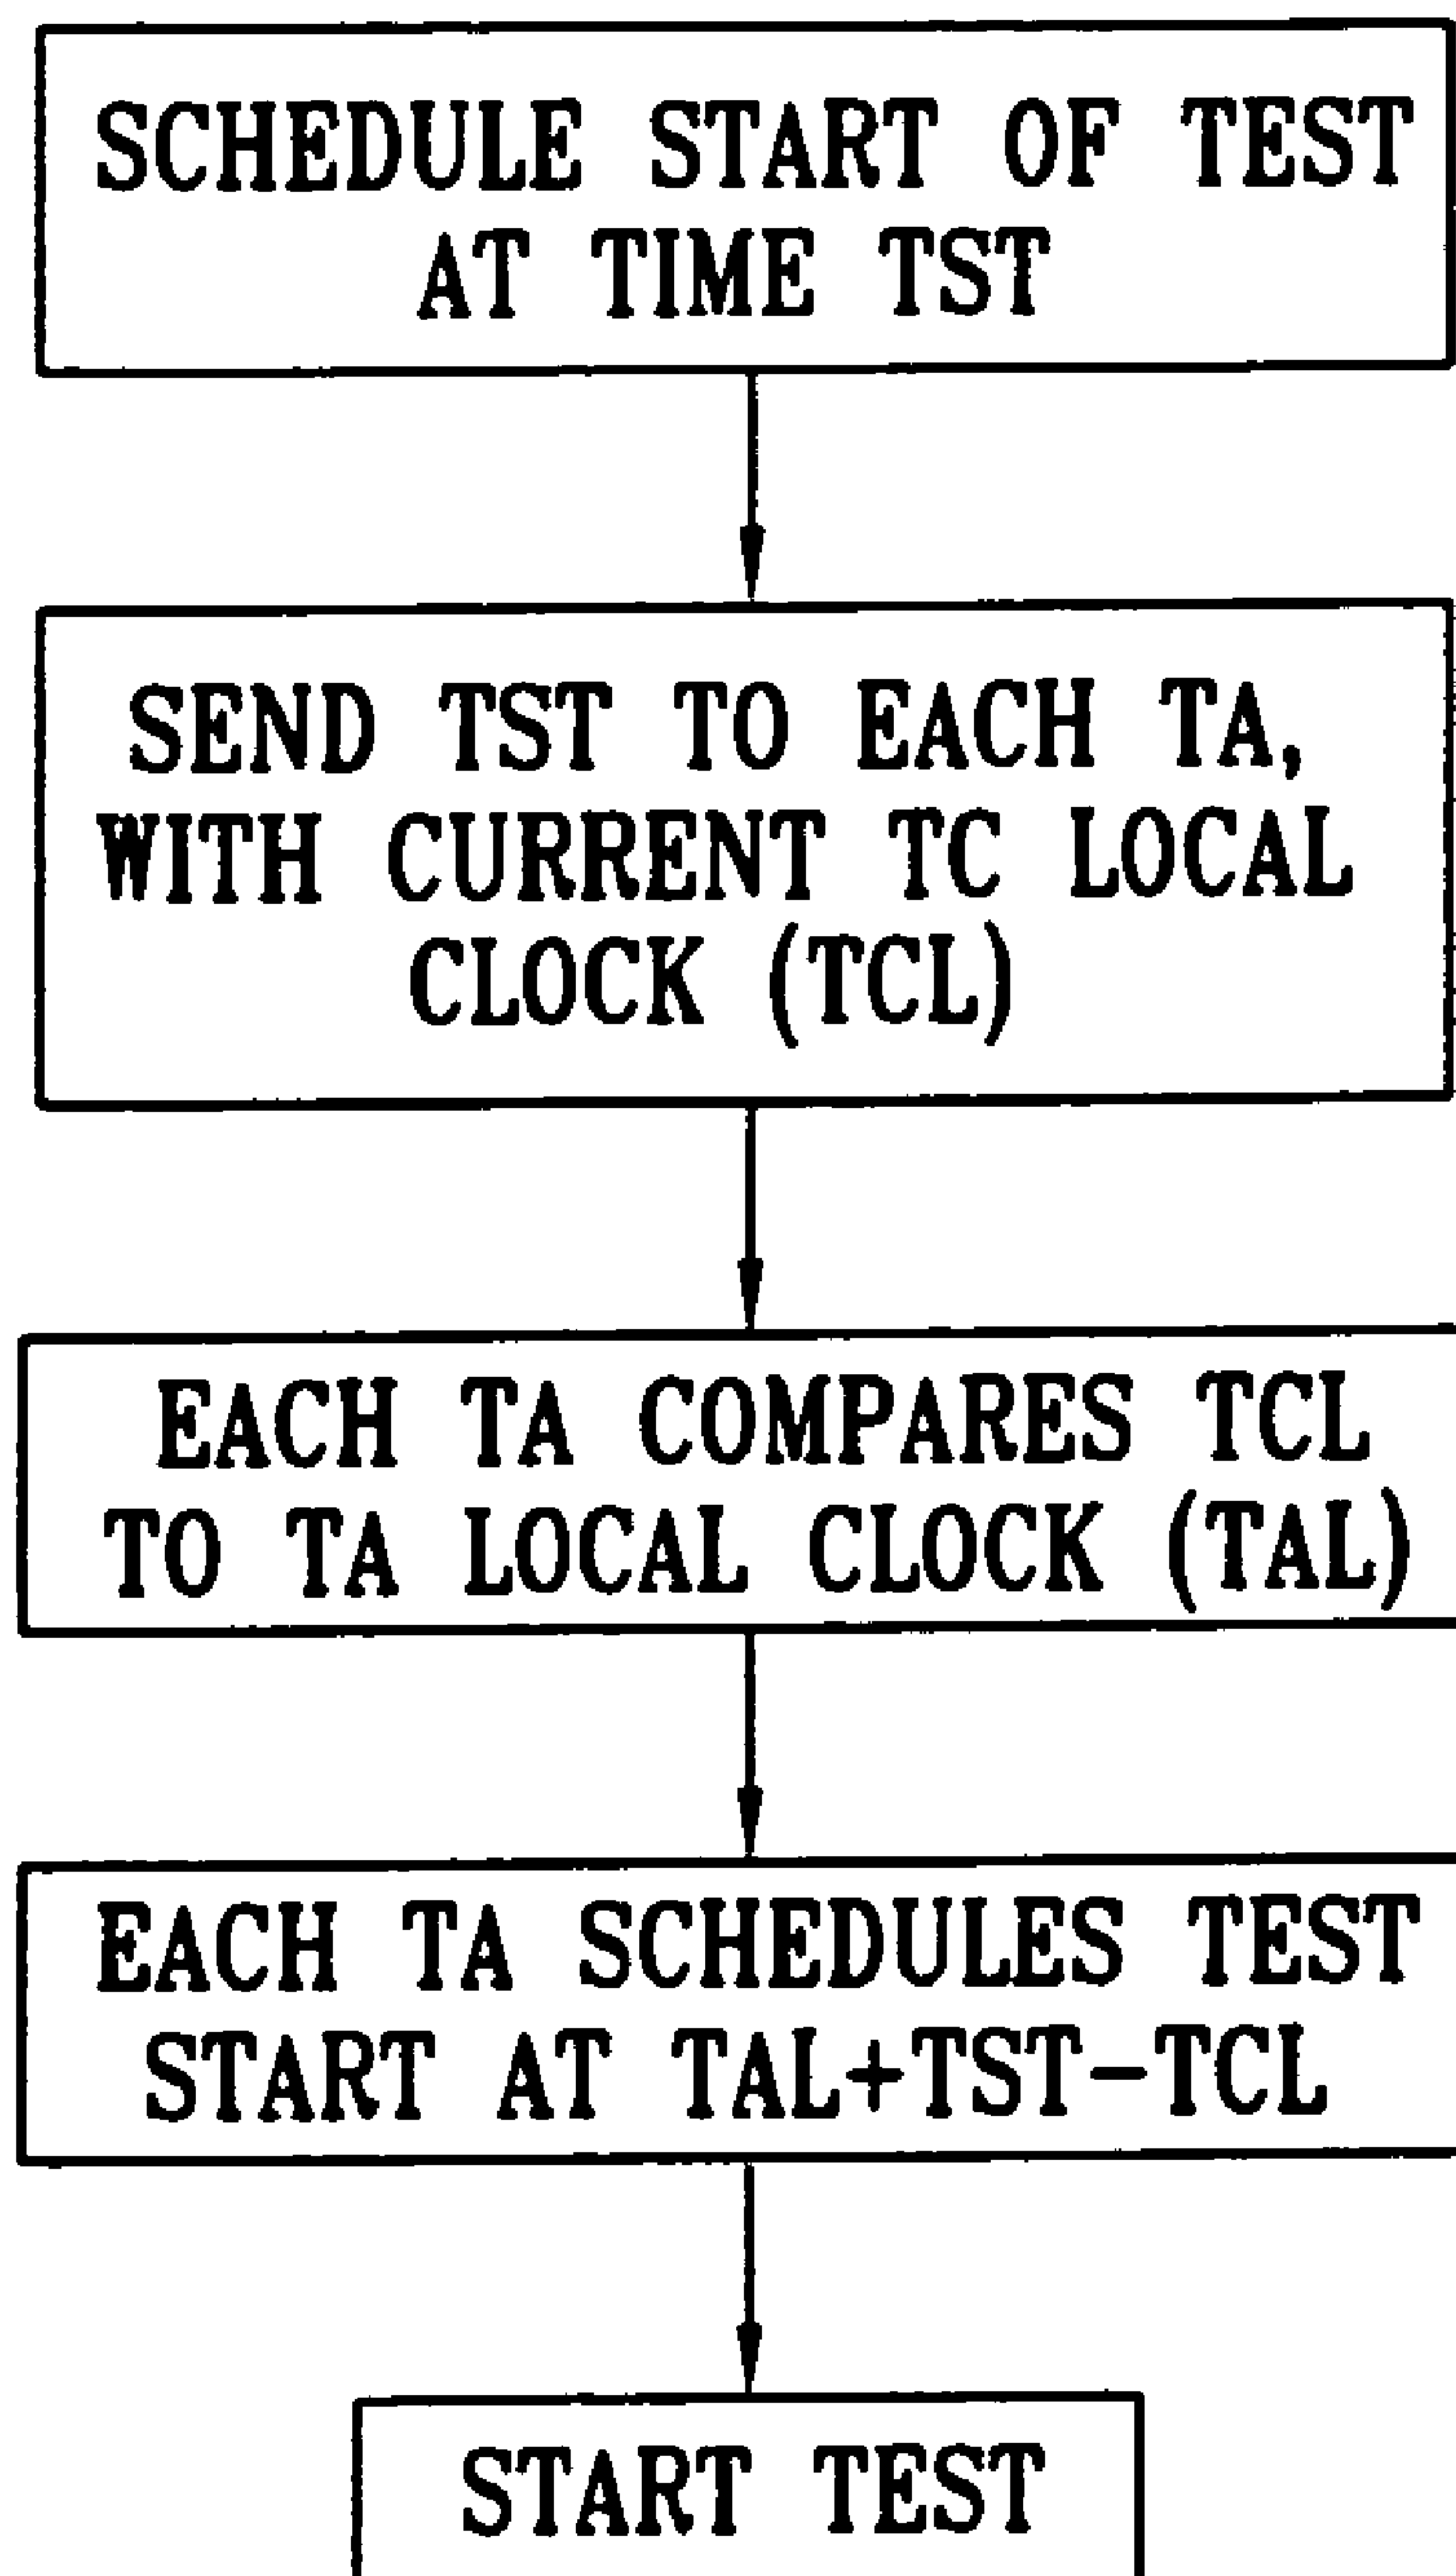 SCHEDULE START OF TEST
AT TIME TST
SEND TST TO EACH TA,
WITH CURRENT TC LOCAL
CLOCK (TCL)
EACH TA COMPARES TCL
TO TA LOCAL CLOCK (TAL)
EACH TA SCHEDULES TEST
START AT TAL+TST-TCL
START TEST